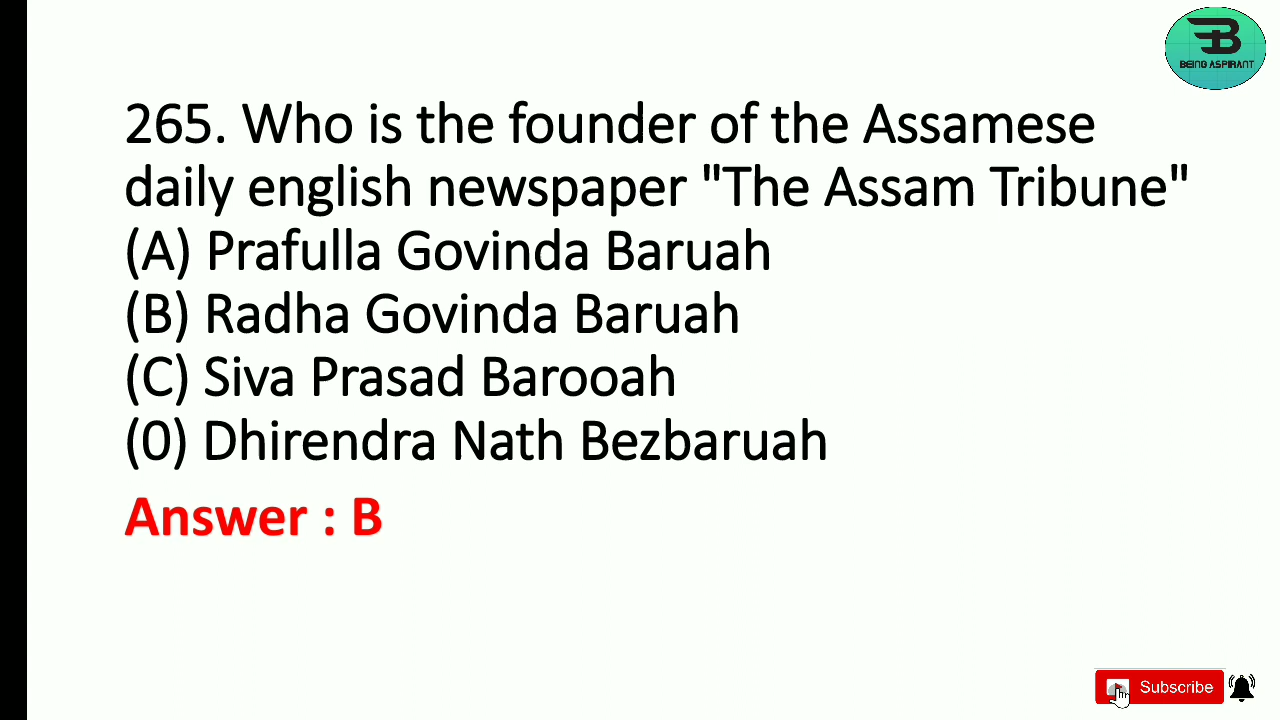 BEING ASPIRANT
265. Who is the founder of the Assamese
daily english newspaper "The Assam Tribune"
(A) Prafulla Govinda Baruah
(B) Radha Govinda Baruah
(C) Siva Prasad Barooah
(0) Dhirendra Nath Bezbaruah
Answer : B
Subscribe